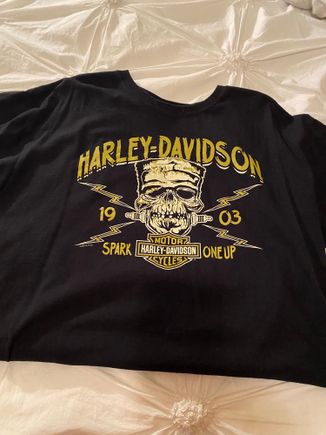 HARLEY-DAVIDSON
19 03
MOTOR
SPARK HARLEY-DAVIDSON ONE UP
CYCLES